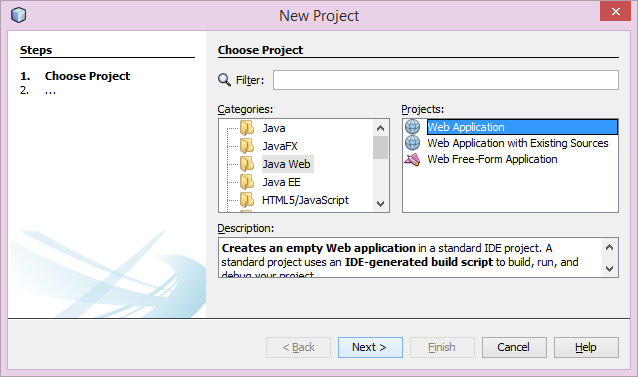 New Project
Steps
1. Choose Project
2. ...
Choose Project
Filter:
Categories:
Java
JavaFX
Java Web
Java EE
HTML5/JavaScript
Projects:
Web Application
Web Application with Existing Sources
Web Free-Form Application
Description:
Creates an empty Web application in a standard IDE project. A
standard project uses an IDE-generated build script to build, run, and
debug your project.
< Back
Next >
Finish
Cancel
Help